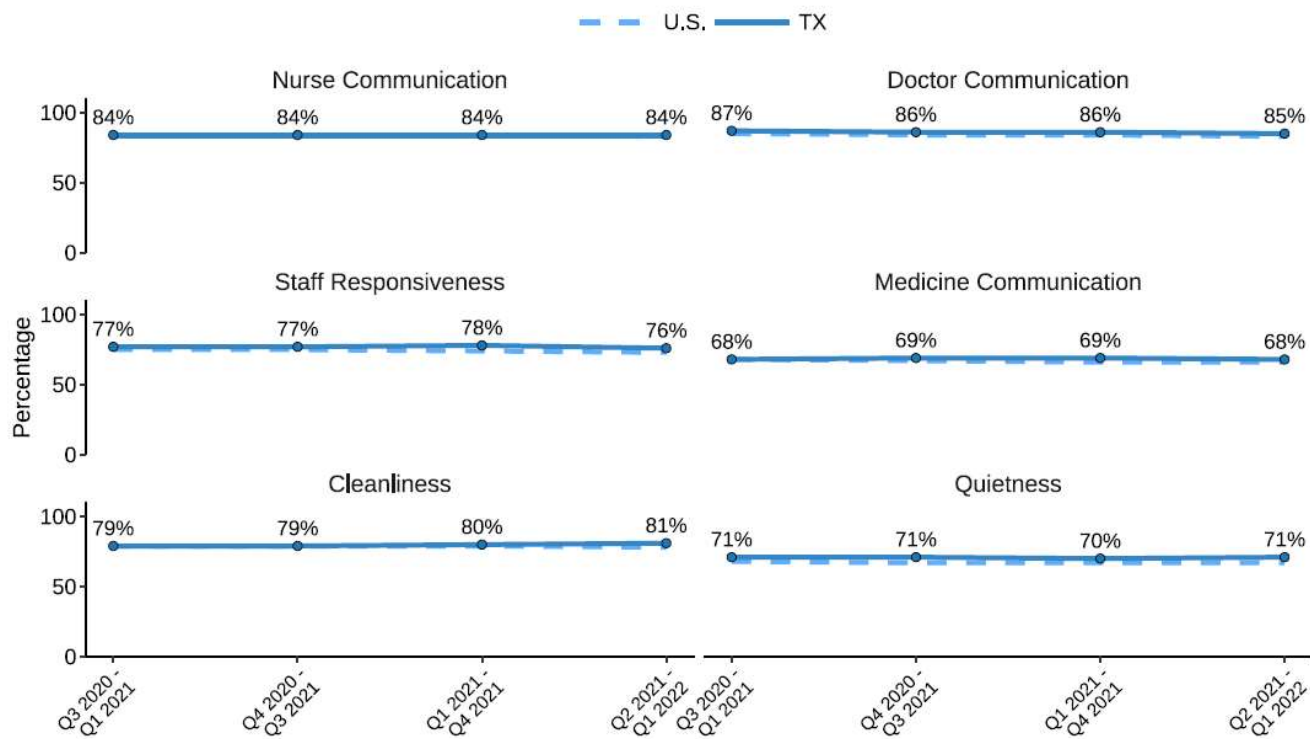 U.S. TX
Nurse Communication
Doctor Communication
100
50
0
84% 84% 84% 84%
87% 86% 86% 85%
Staff Responsiveness
Medicine Communication
Percentage
100
50
0
77% 77% 78% 76%
68% 69% 69% 68%
Cleanliness
Quietness
100
50
0
79% 79% 80% 81%
71% 71% 70% 71%
Q3 2020 -
Q1 2021
Q4 2020 -
Q3 2021
Q1 2021 -
Q4 2021
Q2 2021 -
Q1 2022
Q3 2020 -
Q1 2021
Q4 2020 -
Q3 2021
Q1 2021 -
Q4 2021
Q2 2021 -
Q1 2022